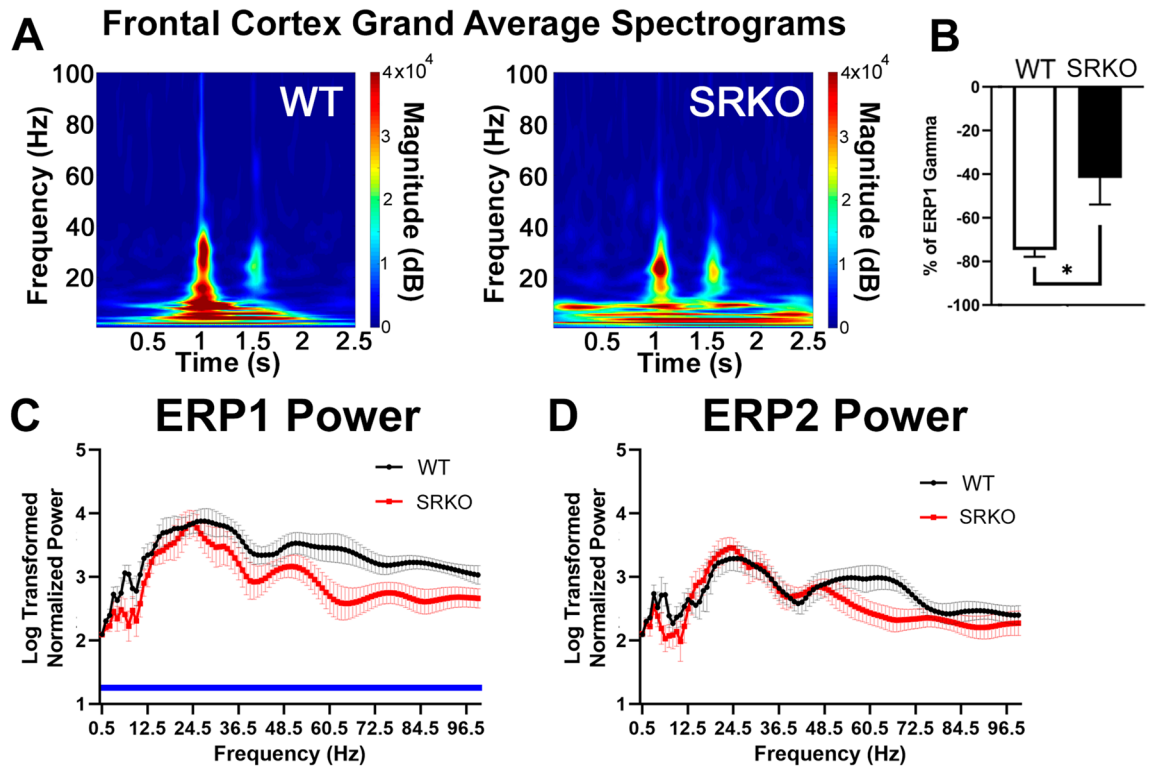 A
Frontal Cortex Grand Average Spectrograms
B
WT
SRKO
Frequency (Hz)
100
80
60
40
20
0.5 1 1.5 2 2.5
Time (s)
4x10⁴
3
2
1
0
Magnitude (dB)
WT
Frequency (Hz)
100
80
60
40
20
0.5 1 1.5 2 2.5
Time (s)
4x10⁴
3
2
1
0
Magnitude (dB)
SRKO
% of ERP1 Gamma
0
-20
-40
-60
-80
-100
*
C
ERP1 Power
WT
SRKO
Log Transformed
Normalized Power
5
4
3
2
1
0.5 12.5 24.5 36.5 48.5 60.5 72.5 84.5 96.5
Frequency (Hz)
D
ERP2 Power
WT
SRKO
Log Transformed
Normalized Power
5
4
3
2
1
0.5 12.5 24.5 36.5 48.5 60.5 72.5 84.5 96.5
Frequency (Hz)